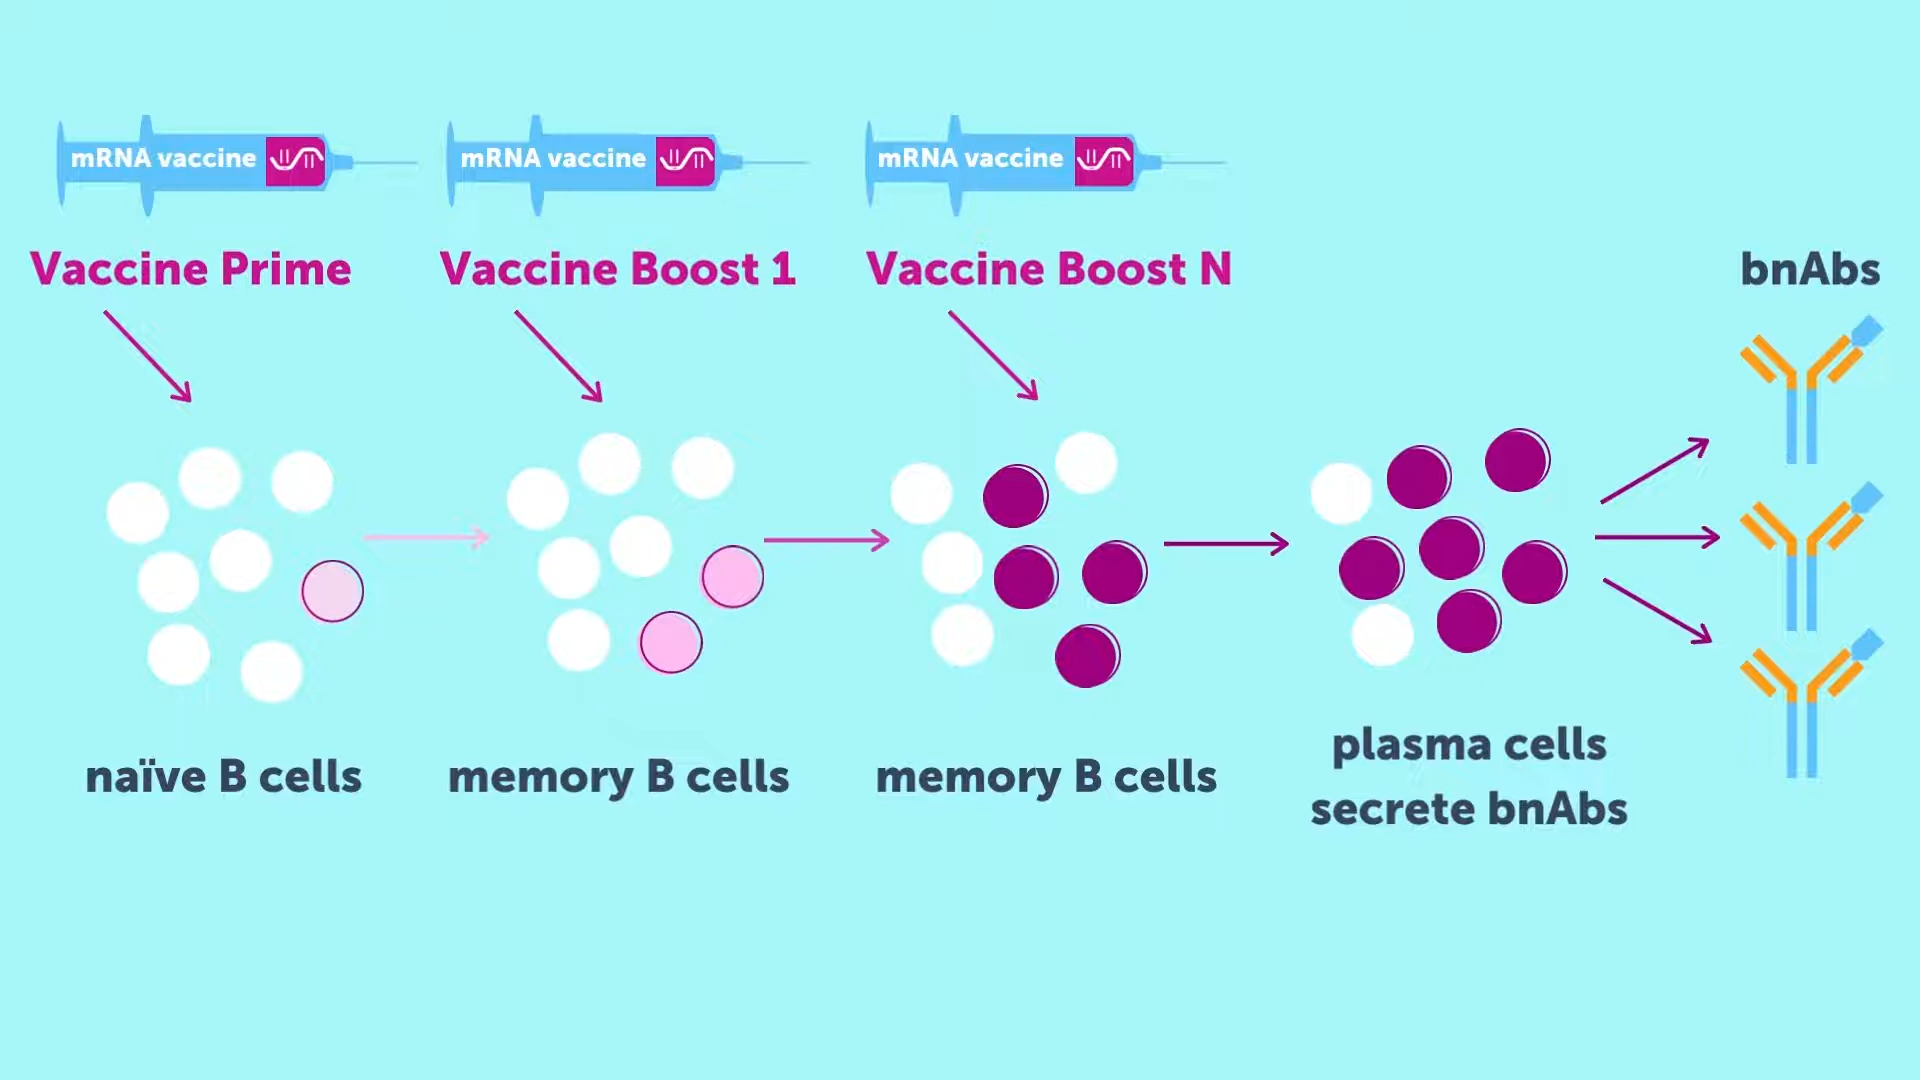 mRNA vaccine
mRNA vaccine
mRNA vaccine
Vaccine Prime
Vaccine Boost 1
Vaccine Boost N
bnAbs
naïve B cells
memory B cells
memory B cells
plasma cells
secrete bnAbs